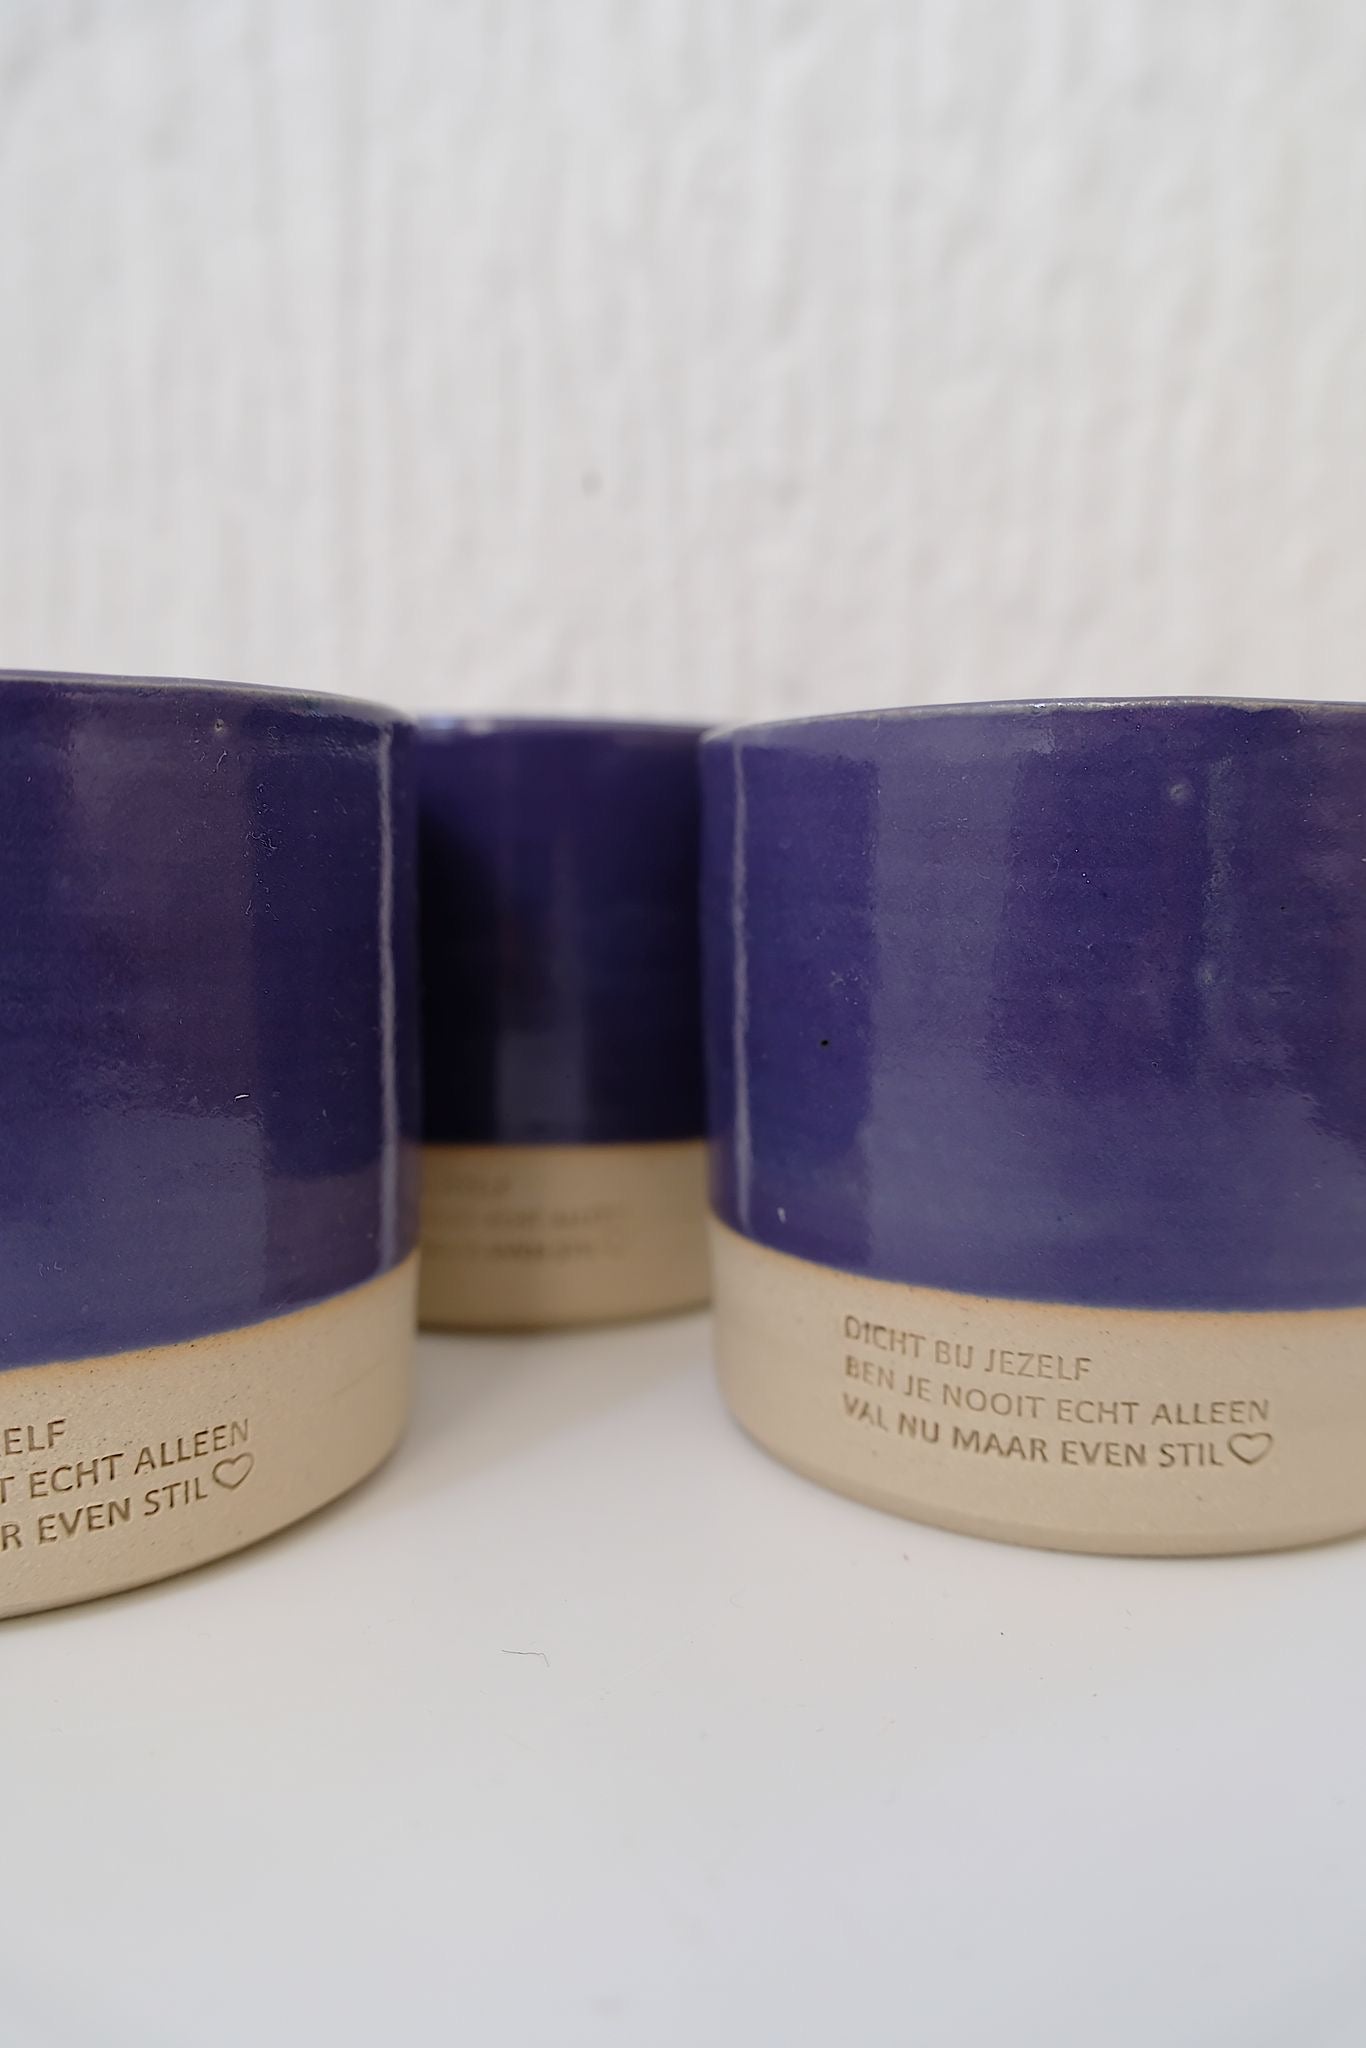 ELF
T ECHT ALLEEN
R EVEN STIL♡
DICHT BIJ JEZELF
BEN JE NOOIT ECHT ALLEEN
VAL NU MAAR EVEN STIL♡